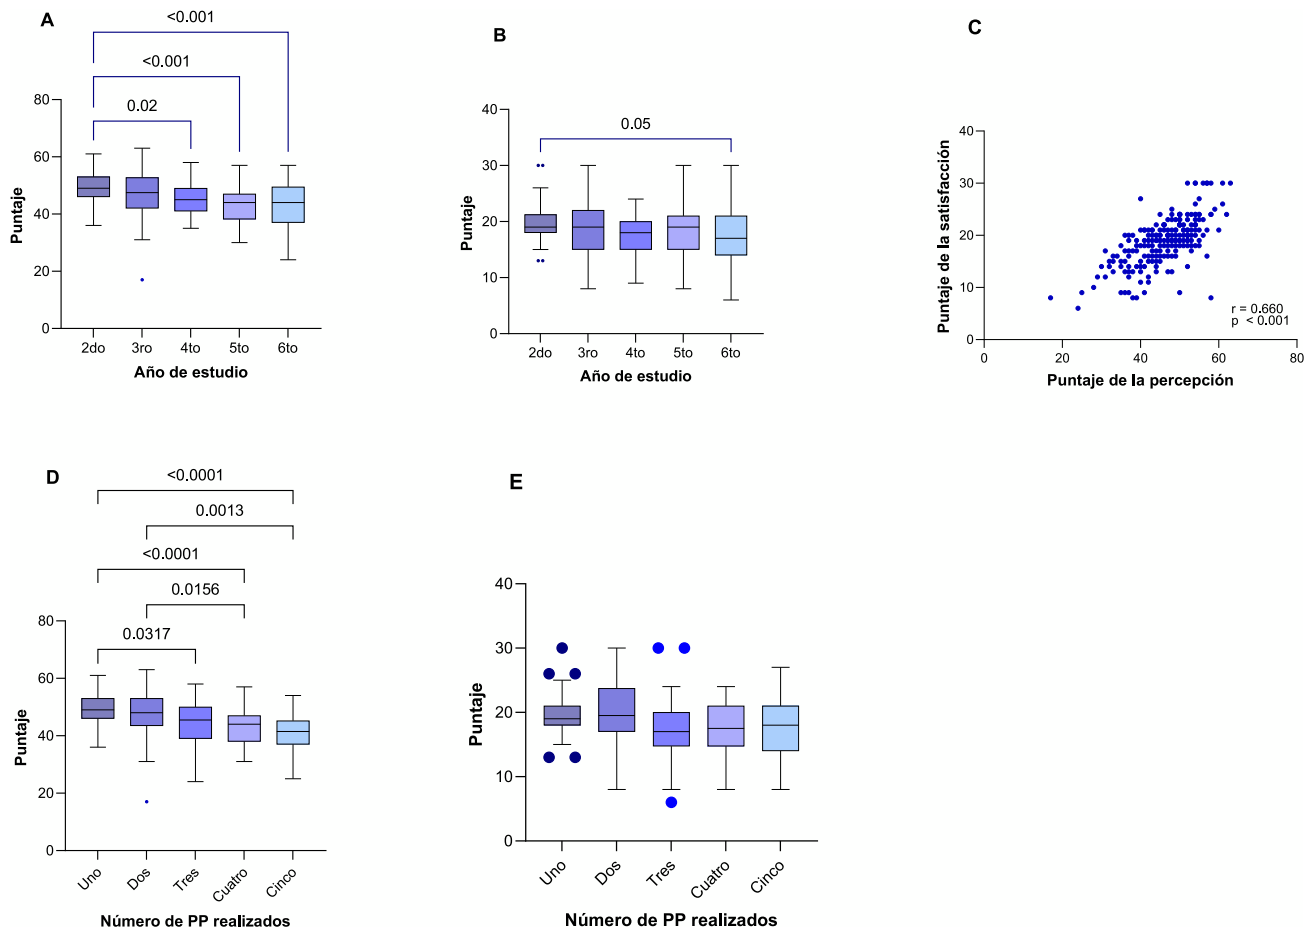 A
<0.001
<0.001
0.02
80
60
40
20
0
Puntaje
2do 3ro 4to 5to 6to
Año de estudio
B
0.05
40
30
20
10
0
Puntaje
2do 3ro 4to 5to 6to
Año de estudio
C
40
30
20
10
0
Puntaje de la satisfacción
r = 0.660
p < 0.001
0 20 40 60 80
Puntaje de la percepción
D
<0.0001
0.0013
<0.0001
0.0156
0.0317
80
60
40
20
0
Puntaje
Uno Dos Tres Cuatro Cinco
Número de PP realizados
E
40
30
20
10
0
Puntaje
Uno Dos Tres Cuatro Cinco
Número de PP realizados